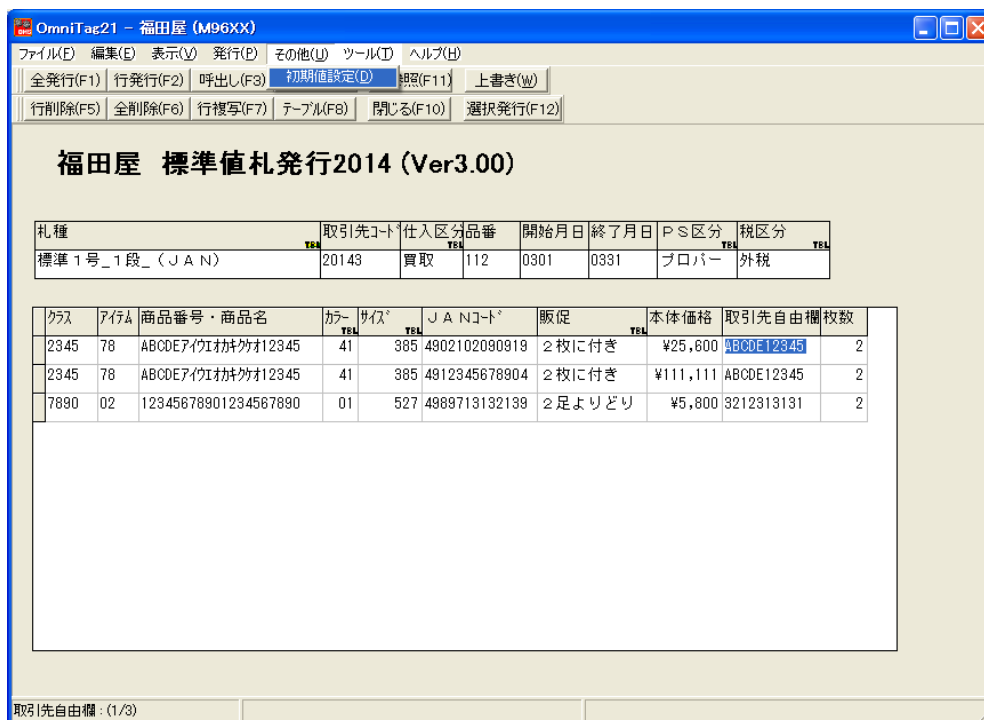 OmniTag21 - 福田屋 (M96XX)
ファイル(F) 編集(E) 表示(V) 発行(P) その他(U) ツール(T) ヘルプ(H)
全発行(F1) 行発行(F2) 呼出し(F3) 初期値設定(D) 照(F11) 上書き(W)
行削除(F5) 全削除(F6) 行複写(F7) テーブル(F8) 閉じる(F10) 選択発行(F12)
福田屋 標準値札発行2014 (Ver3.00)
札種 TBL 取引先コード 仕入区分 TBL 品番 開始月日 終了月日 PS区分 TBL 税区分 TBL
標準1号_1段_(JAN) 20143 買取 112 0301 0331 プロパー 外税
クラス アイテム 商品番号・商品名 カラー TBL サイズ TBL JANコード 販促 TBL 本体価格 取引先自由欄 枚数
2345 78 ABCDEアイウエオカキクケオ12345 41 385 4902102090919 2枚に付き ¥25,600 ABCDE12345 2
2345 78 ABCDEアイウエオカキクケオ12345 41 385 4912345678904 2枚に付き ¥111,111 ABCDE12345 2
7890 02 12345678901234567890 01 527 4989713132139 2足よりどり ¥5,800 3212313131 2
取引先自由欄:(1/3)